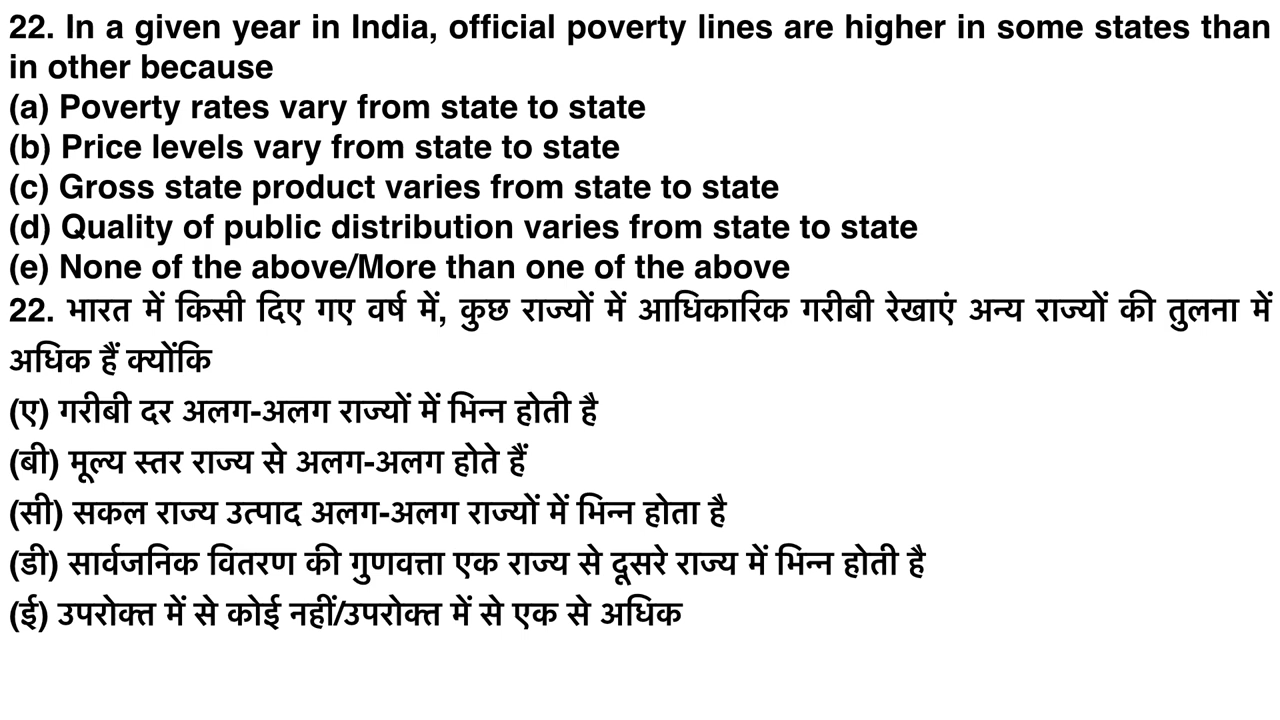 22. In a given year in India, official poverty lines are higher in some states than
in other because
(a) Poverty rates vary from state to state
(b) Price levels vary from state to state
(c) Gross state product varies from state to state
(d) Quality of public distribution varies from state to state
(e) None of the above/More than one of the above
22. भारत में किसी दिए गए वर्ष में, कुछ राज्यों में आधिकारिक गरीबी रेखाएं अन्य राज्यों की तुलना में
अधिक हैं क्योंकि
(ए) गरीबी दर अलग-अलग राज्यों में भिन्न होती है
(बी) मूल्य स्तर राज्य से अलग-अलग होते हैं
(सी) सकल राज्य उत्पाद अलग-अलग राज्यों में भिन्न होता है
(डी) सार्वजनिक वितरण की गुणवत्ता एक राज्य से दूसरे राज्य में भिन्न होती है
(ई) उपरोक्त में से कोई नहीं/उपरोक्त में से एक से अधिक